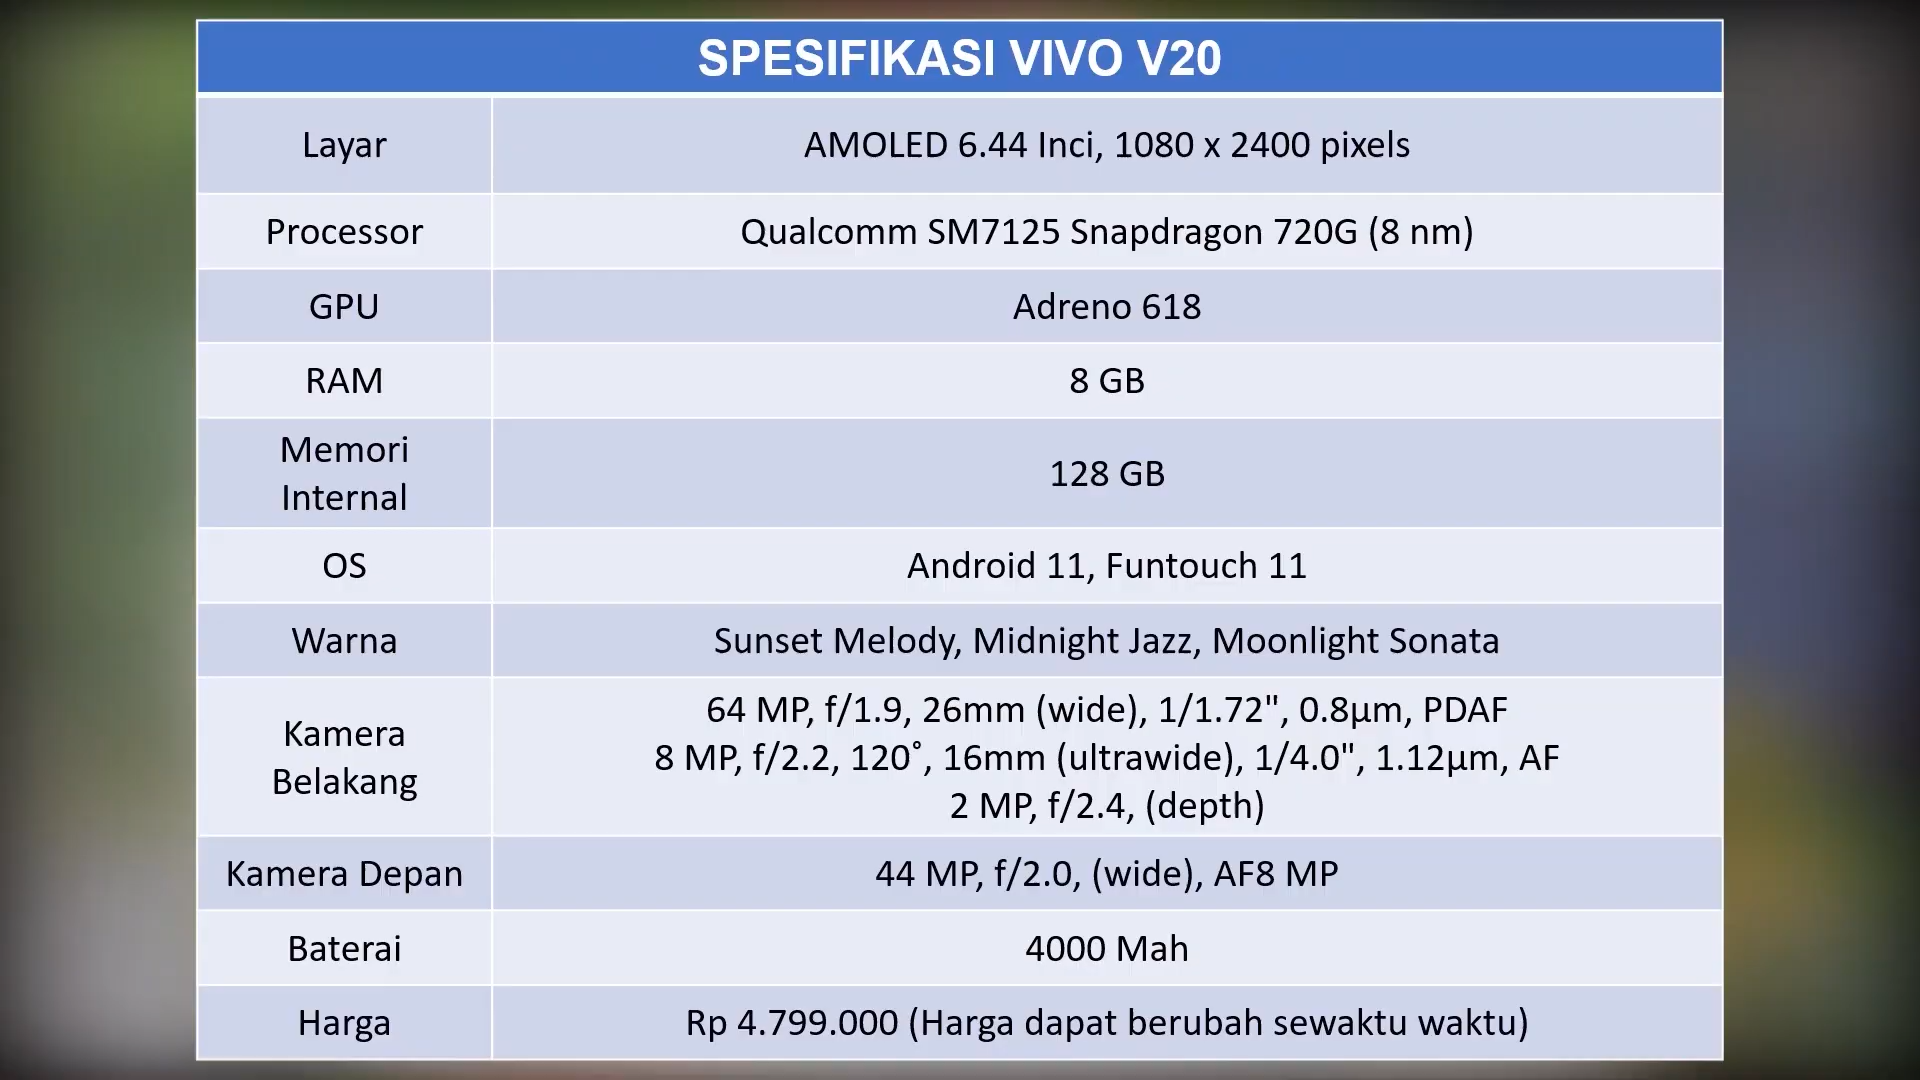 SPESIFIKASI VIVO V20
Layar
AMOLED 6.44 Inci, 1080 x 2400 pixels
Processor
Qualcomm SM7125 Snapdragon 720G (8 nm)
GPU
Adreno 618
RAM
8 GB
Memori
Internal
128 GB
OS
Android 11, Funtouch 11
Warna
Sunset Melody, Midnight Jazz, Moonlight Sonata
Kamera
Belakang
64 MP, f/1.9, 26mm (wide), 1/1.72", 0.8µm, PDAF
8 MP, f/2.2, 120˚, 16mm (ultrawide), 1/4.0", 1.12µm, AF
2 MP, f/2.4, (depth)
Kamera Depan
44 MP, f/2.0, (wide), AF8 MP
Baterai
4000 Mah
Harga
Rp 4.799.000 (Harga dapat berubah sewaktu waktu)